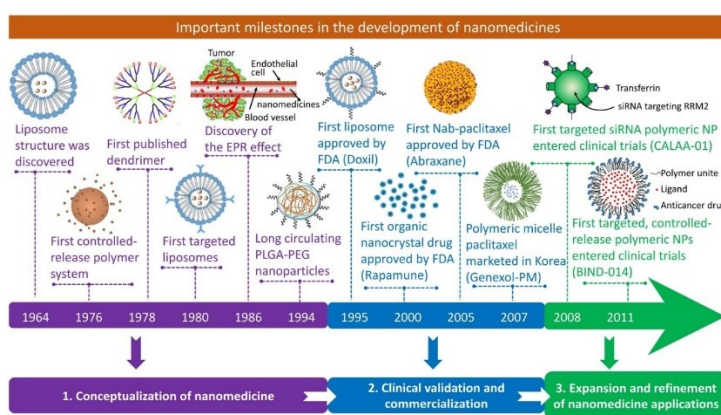 Important milestones in the development of nanomedicines
Tumor
Endothelial
cell
nanomedicines
Blood vessel
Transferrin
siRNA targeting RRM2
Liposome
structure was
discovered
First published
dendrimer
Discovery of
the EPR effect
First liposome
approved by
FDA (Doxil)
First Nab-paclitaxel
approved by FDA
(Abraxane)
First targeted siRNA polymeric NP
entered clinical trials (CALAA-01)
Polymer unite
Ligand
Anticancer drug
First controlled-
release polymer
system
First targeted
liposomes
Long circulating
PLGA-PEG
nanoparticles
First organic
nanocrystal drug
approved by FDA
(Rapamune)
Polymeric micelle
paclitaxel
marketed in Korea
(Genexol-PM)
First targeted, controlled-
release polymeric NPs
entered clinical trials
(BIND-014)
1964 1976 1978 1980 1986 1994 1995 2000 2005 2007 2008 2011
1. Conceptualization of nanomedicine
2. Clinical validation and
commercialization
3. Expansion and refinement
of nanomedicine applications